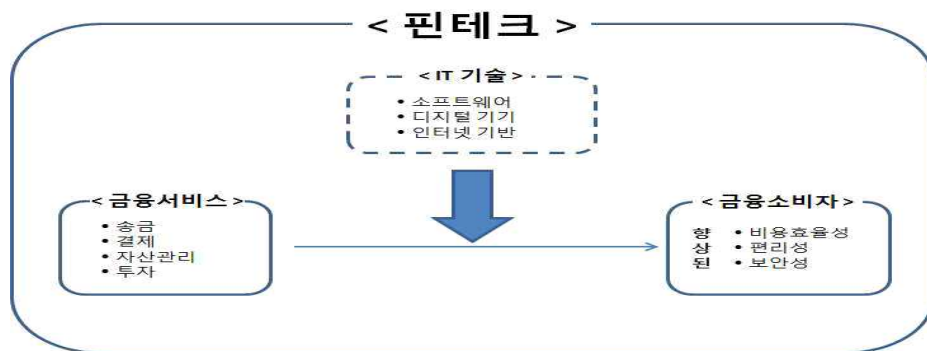 < 핀테크 >
< IT 기술 >
• 소프트웨어
• 디지털 기기
• 인터넷 기반
< 금융서비스 >
• 송금
• 결제
• 자산관리
• 투자
< 금융소비자 >
향 • 비용효율성
상 • 편리성
된 • 보안성